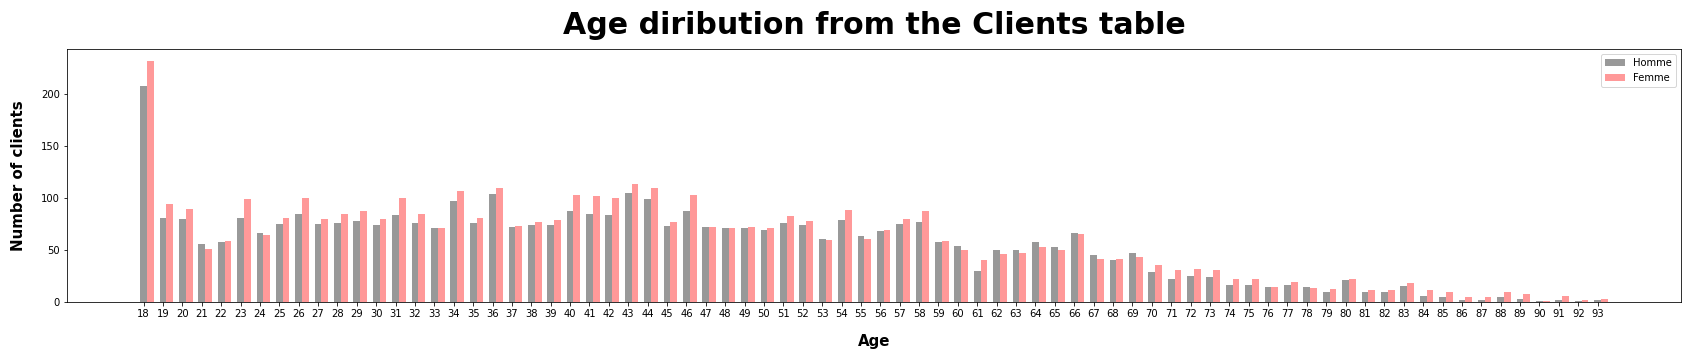 Age diribution from the Clients table
Homme
Femme
Number of clients
200
150
100
50
0
18 19 20 21 22 23 24 25 26 27 28 29 30 31 32 33 34 35 36 37 38 39 40 41 42 43 44 45 46 47 48 49 50 51 52 53 54 55 56 57 58 59 60 61 62 63 64 65 66 67 68 69 70 71 72 73 74 75 76 77 78 79 80 81 82 83 84 85 86 87 88 89 90 91 92 93
Age